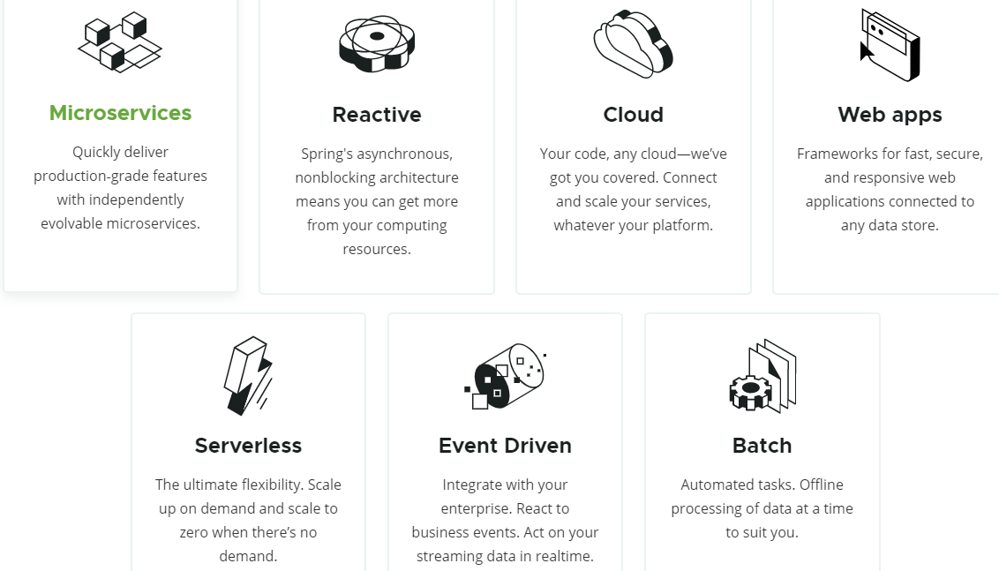 Microservices
Quickly deliver
production-grade features
with independently
evolvable microservices.
Reactive
Spring's asynchronous,
nonblocking architecture
means you can get more
from your computing
resources.
Cloud
Your code, any cloud—we’ve
got you covered. Connect
and scale your services,
whatever your platform.
Web apps
Frameworks for fast, secure,
and responsive web
applications connected to
any data store.
Serverless
The ultimate flexibility. Scale
up on demand and scale to
zero when there’s no
demand.
Event Driven
Integrate with your
enterprise. React to
business events. Act on your
streaming data in realtime.
Batch
Automated tasks. Offline
processing of data at a time
to suit you.